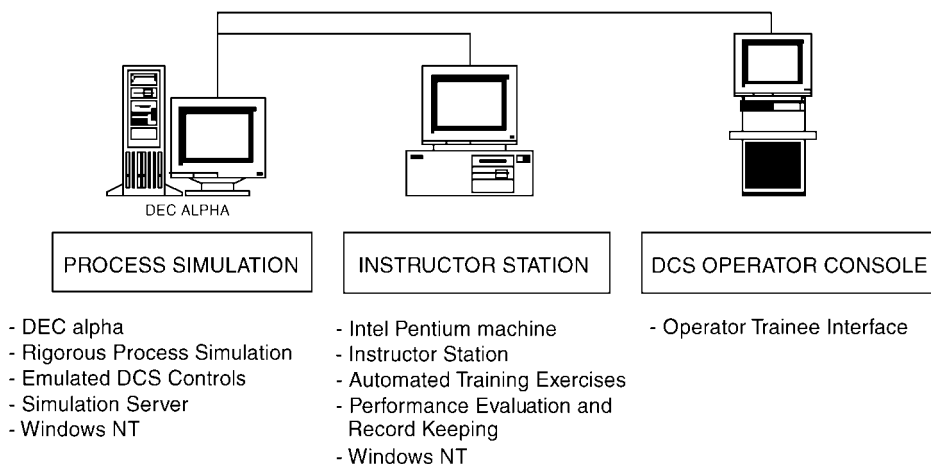 DEC ALPHA
PROCESS SIMULATION
- DEC alpha
- Rigorous Process Simulation
- Emulated DCS Controls
- Simulation Server
- Windows NT
INSTRUCTOR STATION
- Intel Pentium machine
- Instructor Station
- Automated Training Exercises
- Performance Evaluation and
Record Keeping
- Windows NT
DCS OPERATOR CONSOLE
- Operator Trainee Interface